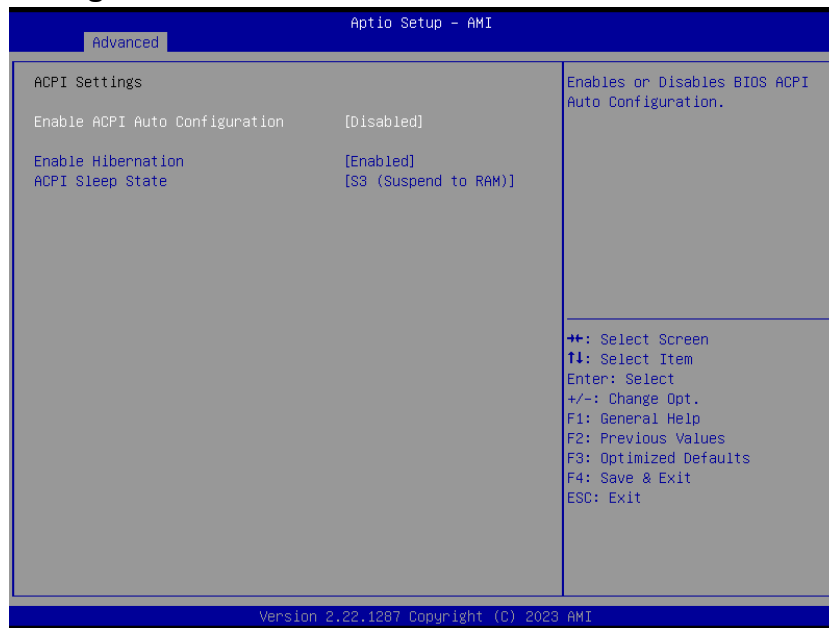 Aptio Setup – AMI
Advanced
ACPI Settings
Enable ACPI Auto Configuration [Disabled]
Enable Hibernation [Enabled]
ACPI Sleep State [S3 (Suspend to RAM)]
Enables or Disables BIOS ACPI
Auto Configuration.
→←: Select Screen
↑↓: Select Item
Enter: Select
+/-: Change Opt.
F1: General Help
F2: Previous Values
F3: Optimized Defaults
F4: Save & Exit
ESC: Exit
Version 2.22.1287 Copyright (C) 2023 AMI